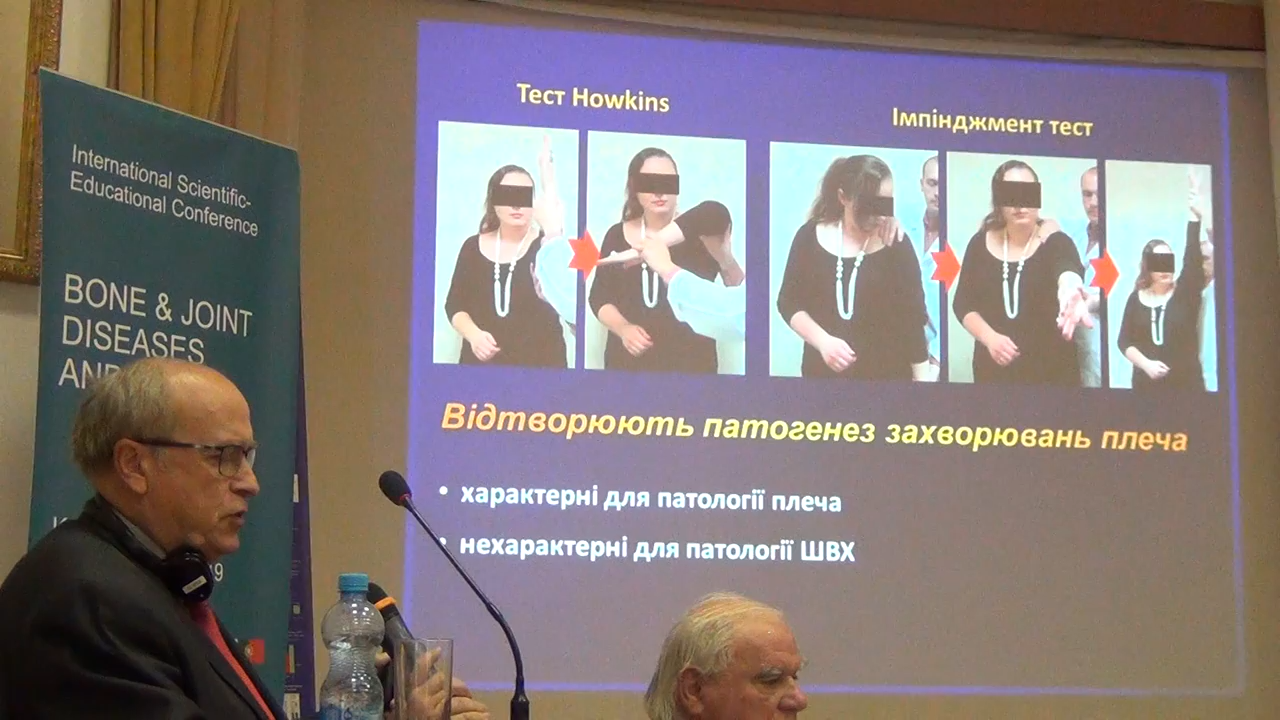 International Scientific-
Educational Conference
BONE & JOINT
DISEASES
Тест Howkins
Імпінджмент тест
Відтворюють патогенез захворювань плеча
• характерні для патології плеча
• нехарактерні для патології ШВХ